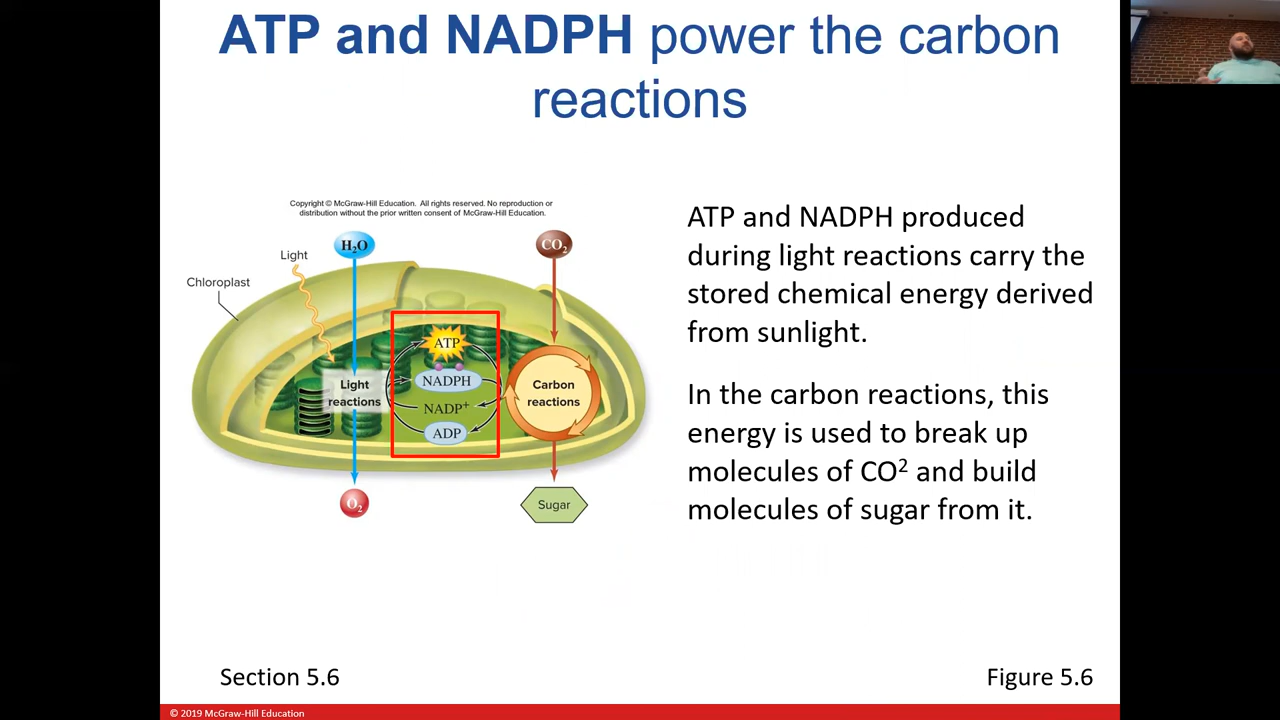 ATP and NADPH power the carbon
reactions
Copyright © McGraw-Hill Education. All rights reserved. No reproduction or
distribution without the prior written consent of McGraw-Hill Education.
H₂O
CO₂
Light
Chloroplast
ATP
NADPH
NADP⁺
ADP
Light
reactions
Carbon
reactions
O₂
Sugar
ATP and NADPH produced
during light reactions carry the
stored chemical energy derived
from sunlight.
In the carbon reactions, this
energy is used to break up
molecules of CO² and build
molecules of sugar from it.
Section 5.6
Figure 5.6
© 2019 McGraw-Hill Education